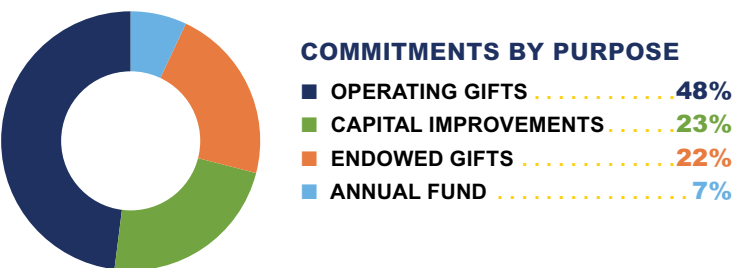 COMMITMENTS BY PURPOSE
OPERATING GIFTS . . . . . . . . . . . . 48%
CAPITAL IMPROVEMENTS . . . . . . 23%
ENDOWED GIFTS . . . . . . . . . . . . . 22%
ANNUAL FUND . . . . . . . . . . . . . . . . 7%